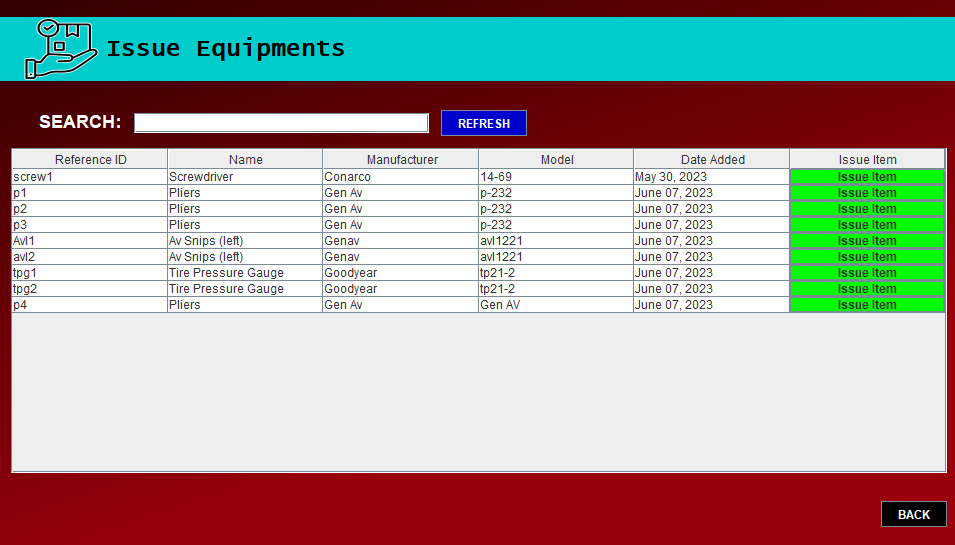 Issue Equipments
SEARCH: REFRESH
Reference ID Name Manufacturer Model Date Added Issue Item
screw1 Screwdriver Conarco 14-69 May 30, 2023 Issue Item
p1 Pliers Gen Av p-232 June 07, 2023 Issue Item
p2 Pliers Gen Av p-232 June 07, 2023 Issue Item
p3 Pliers Gen Av p-232 June 07, 2023 Issue Item
Avl1 Av Snips (left) Genav avl1221 June 07, 2023 Issue Item
avl2 Av Snips (left) Genav avl1221 June 07, 2023 Issue Item
tpg1 Tire Pressure Gauge Goodyear tp21-2 June 07, 2023 Issue Item
tpg2 Tire Pressure Gauge Goodyear tp21-2 June 07, 2023 Issue Item
p4 Pliers Gen Av Gen AV June 07, 2023 Issue Item
BACK